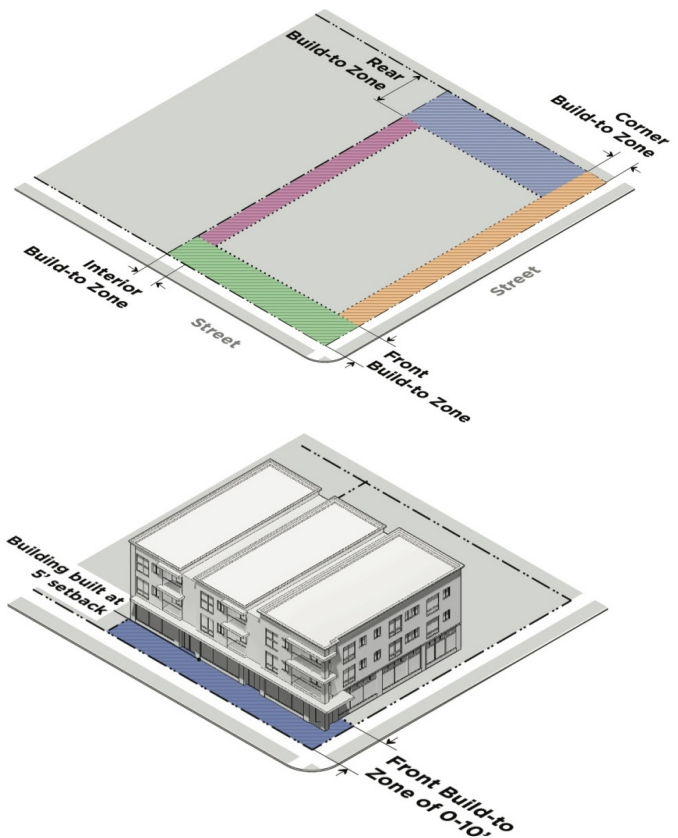 Rear
Build-to Zone
Corner
Build-to Zone
Interior
Build-to Zone
Street
Street
Front
Build-to Zone
Building built at
5' setback
Front Build-to
Zone of 0-10'